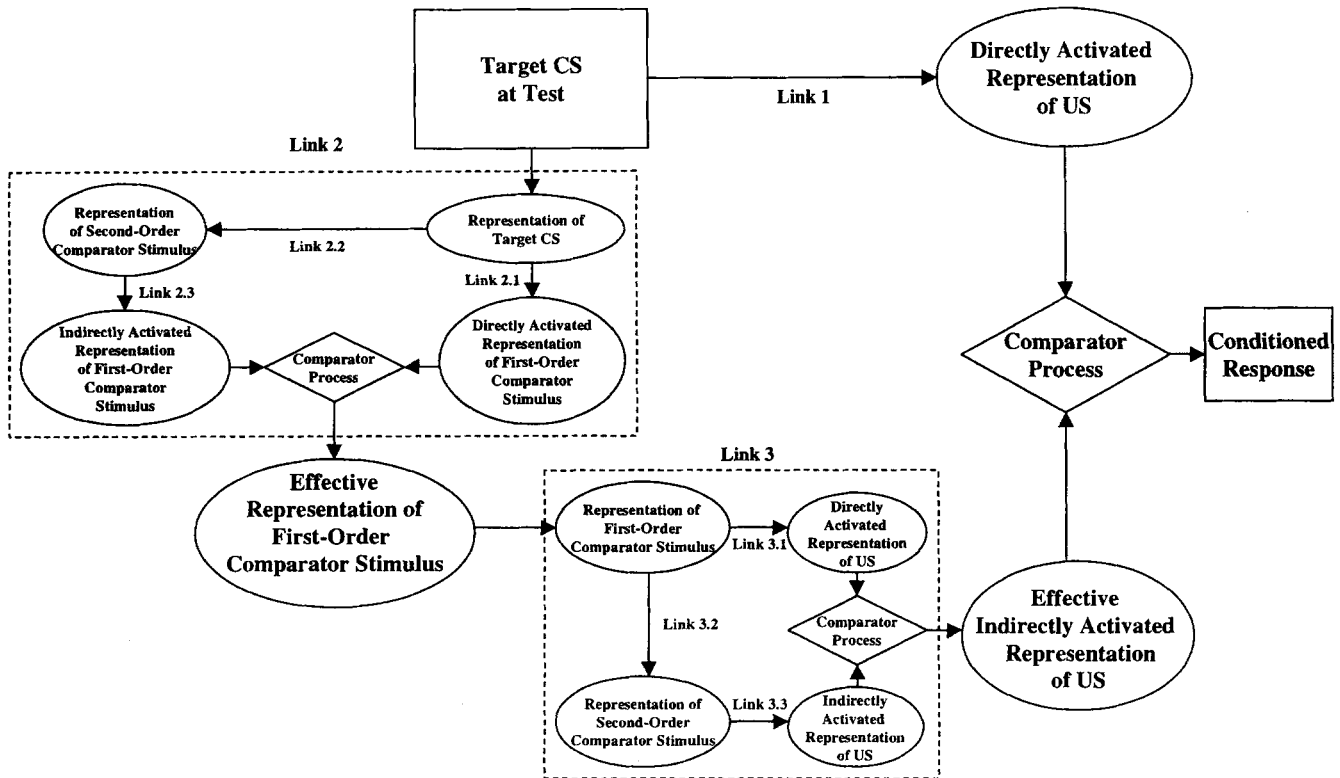 Target CS
at Test
Link 1
Directly Activated
Representation
of US
Link 2
Representation
of Second-Order
Comparator Stimulus
Link 2.2
Representation of
Target CS
Link 2.3
Link 2.1
Indirectly Activated
Representation
of First-Order
Comparator
Stimulus
Comparator
Process
Directly Activated
Representation
of First-Order
Comparator
Stimulus
Comparator
Process
Conditioned
Response
Effective
Representation of
First-Order
Comparator Stimulus
Link 3
Representation of
First-Order
Comparator Stimulus
Link 3.1
Directly
Activated
Representation
of US
Link 3.2
Comparator
Process
Representation of
Second-Order
Comparator Stimulus
Link 3.3
Indirectly
Activated
Representation
of US
Effective
Indirectly Activated
Representation
of US